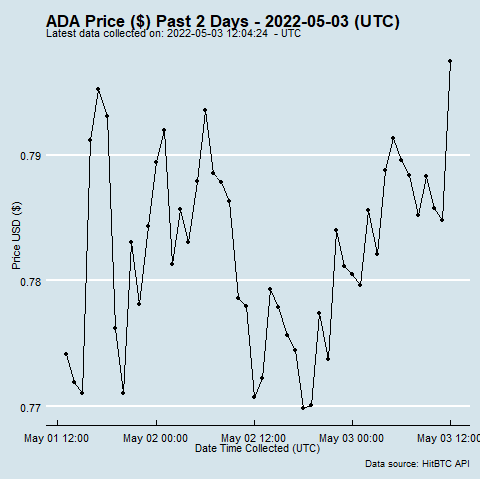 ADA Price ($) Past 2 Days - 2022-05-03 (UTC)
Latest data collected on: 2022-05-03 12:04:24 - UTC
0.79
0.78
0.77
Price USD ($)
May 01 12:00 May 02 00:00 May 02 12:00 May 03 00:00 May 03 12:00
Date Time Collected (UTC)
Data source: HitBTC API